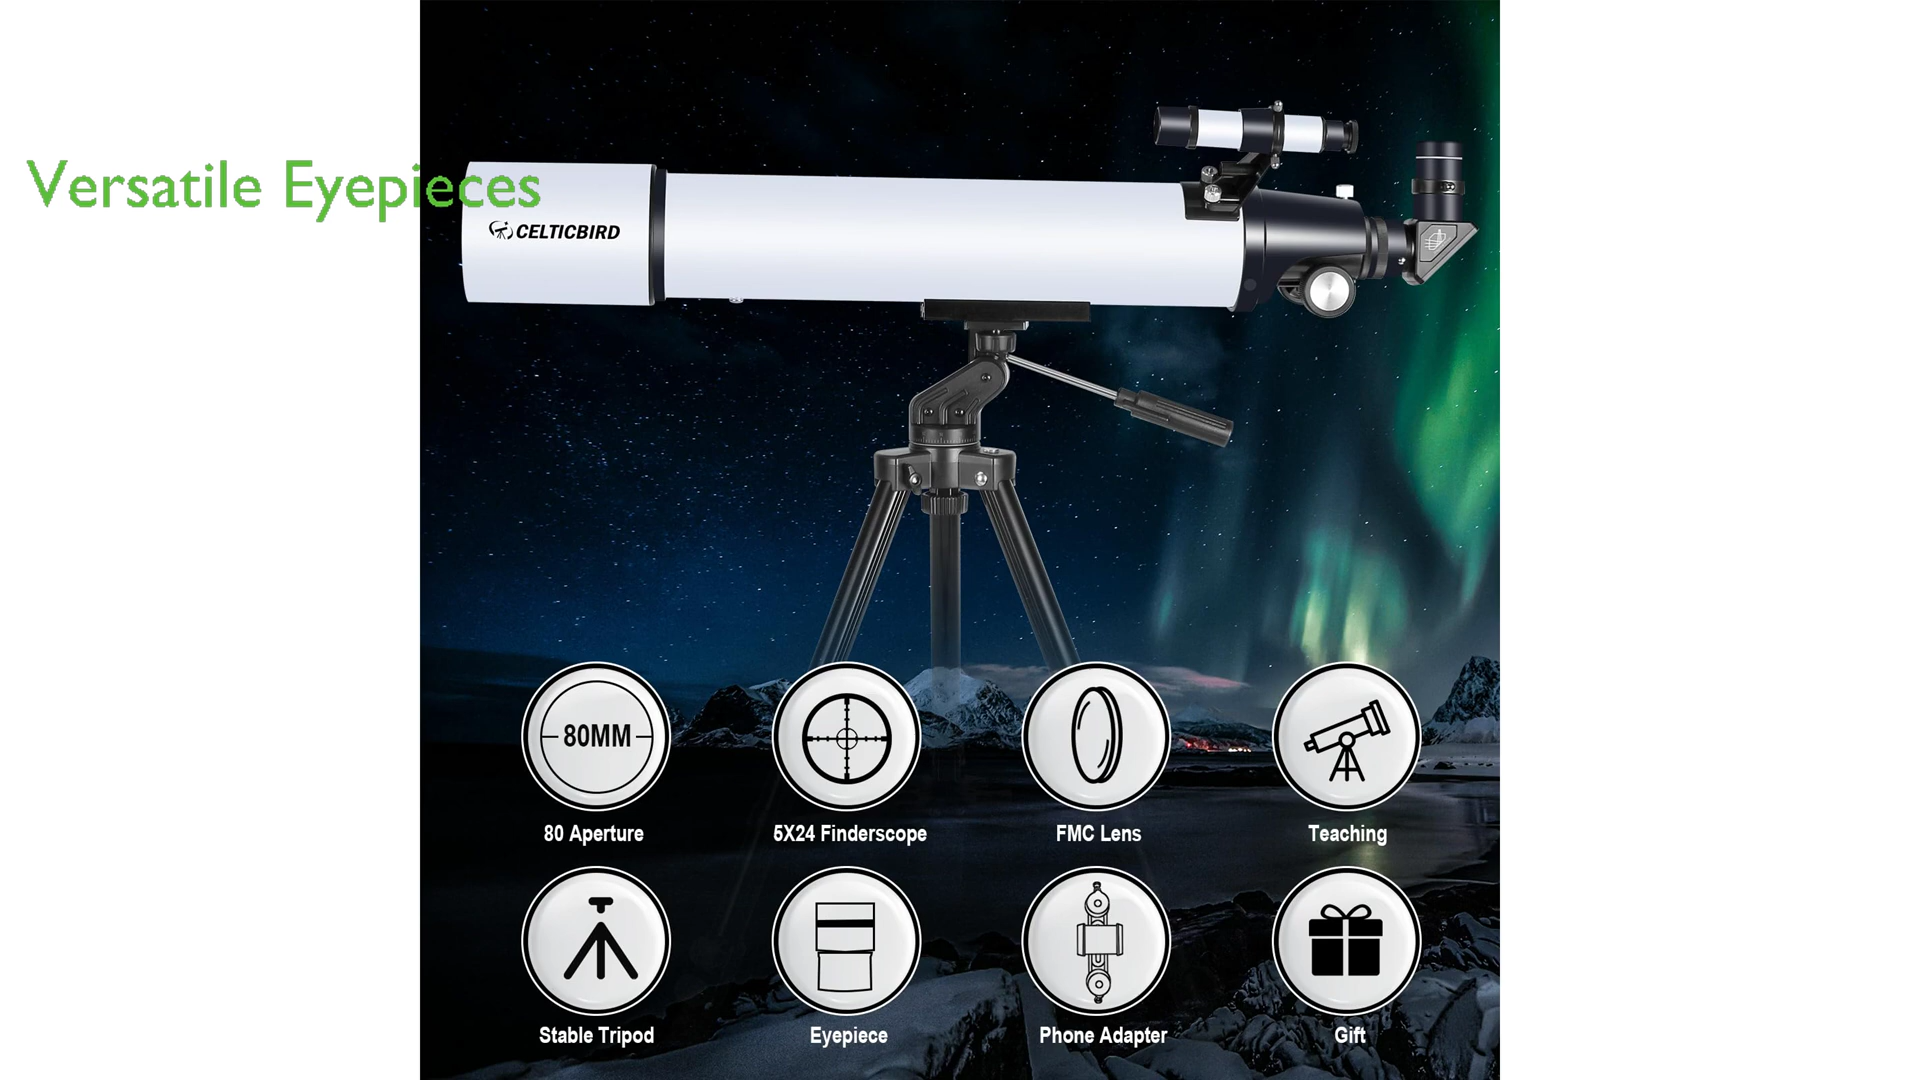 Versatile Eyepieces
CELTICBIRD
80MM
80 Aperture
5X24 Finderscope
FMC Lens
Teaching
Stable Tripod
Eyepiece
Phone Adapter
Gift